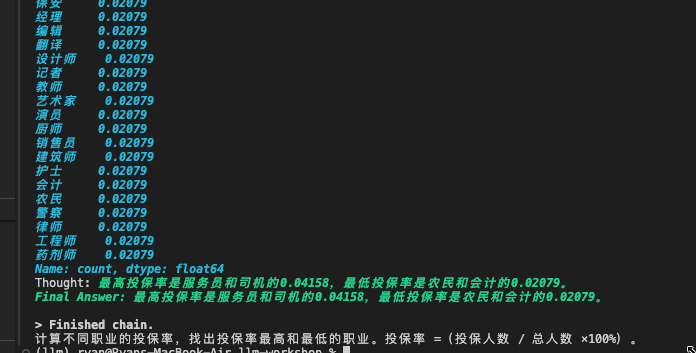 保安     0.02079
经理     0.02079
编辑     0.02079
翻译     0.02079
设计师    0.02079
记者     0.02079
教师     0.02079
艺术家    0.02079
演员     0.02079
厨师     0.02079
销售员    0.02079
建筑师    0.02079
护士     0.02079
会计     0.02079
农民     0.02079
警察     0.02079
律师     0.02079
工程师    0.02079
药剂师    0.02079
Name: count, dtype: float64
Thought: 最高投保率是服务员和司机的0.04158，最低投保率是农民和会计的0.02079。
Final Answer: 最高投保率是服务员和司机的0.04158，最低投保率是农民和会计的0.02079。
> Finished chain.
计算不同职业的投保率，找出投保率最高和最低的职业。投保率 =（投保人数 / 总人数 ×100%）。
(llm) ryan@Ryans-MacBook-Air llm-workshop %